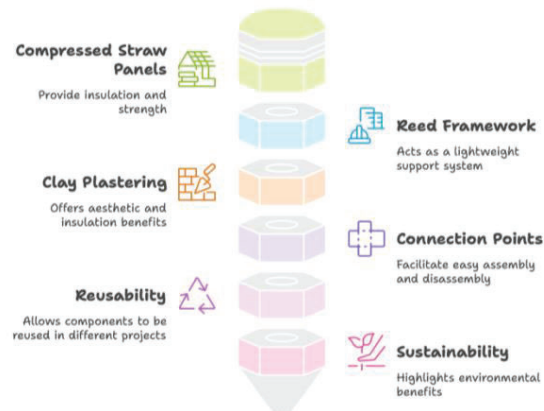 Compressed Straw
Panels
Provide insulation and
strength
Reed Framework
Acts as a lightweight
support system
Clay Plastering
Offers aesthetic and
insulation benefits
Connection Points
Facilitate easy assembly
and disassembly
Reusability
Allows components to be
reused in different projects
Sustainability
Highlights environmental
benefits